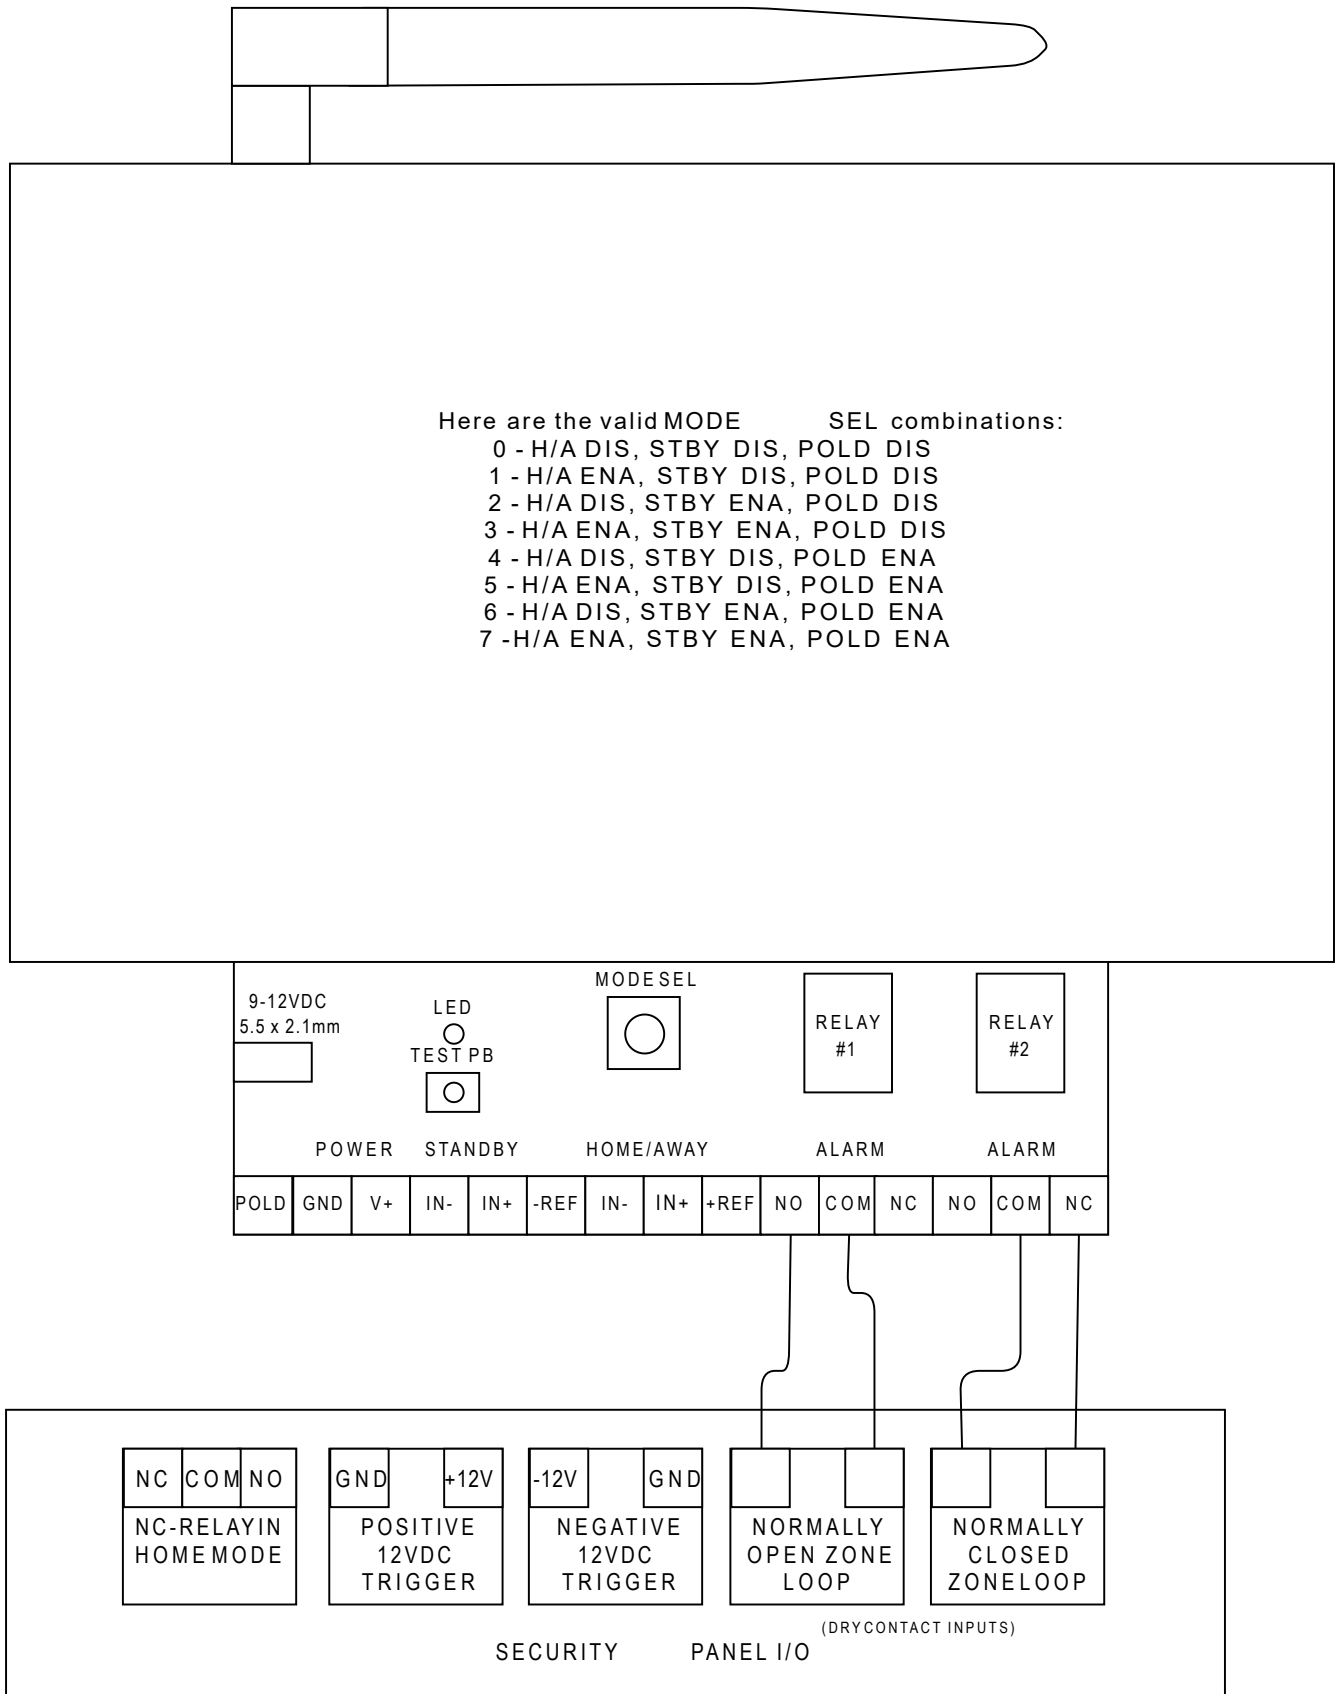 Here are the valid MODE SEL combinations:
0 - H/A DIS, STBY DIS, POLD DIS
1 - H/A ENA, STBY DIS, POLD DIS
2 - H/A DIS, STBY ENA, POLD DIS
3 - H/A ENA, STBY ENA, POLD DIS
4 - H/A DIS, STBY DIS, POLD ENA
5 - H/A ENA, STBY DIS, POLD ENA
6 - H/A DIS, STBY ENA, POLD ENA
7 -H/A ENA, STBY ENA, POLD ENA
MODE SEL
9-12VDC
5.5 x 2.1mm
LED
TEST PB
RELAY
#1
RELAY
#2
POWER STANDBY HOME/AWAY ALARM ALARM
POLD GND V+ IN- IN+ -REF IN- IN+ +REF NO COM NC NO COM NC
NC COM NO
NC-RELAY IN
HOME MODE
GND +12V
POSITIVE
12VDC
TRIGGER
-12V GND
NEGATIVE
12VDC
TRIGGER
NORMALLY
OPEN ZONE
LOOP
NORMALLY
CLOSED
ZONE LOOP
(DRY CONTACT INPUTS)
SECURITY PANEL I/O